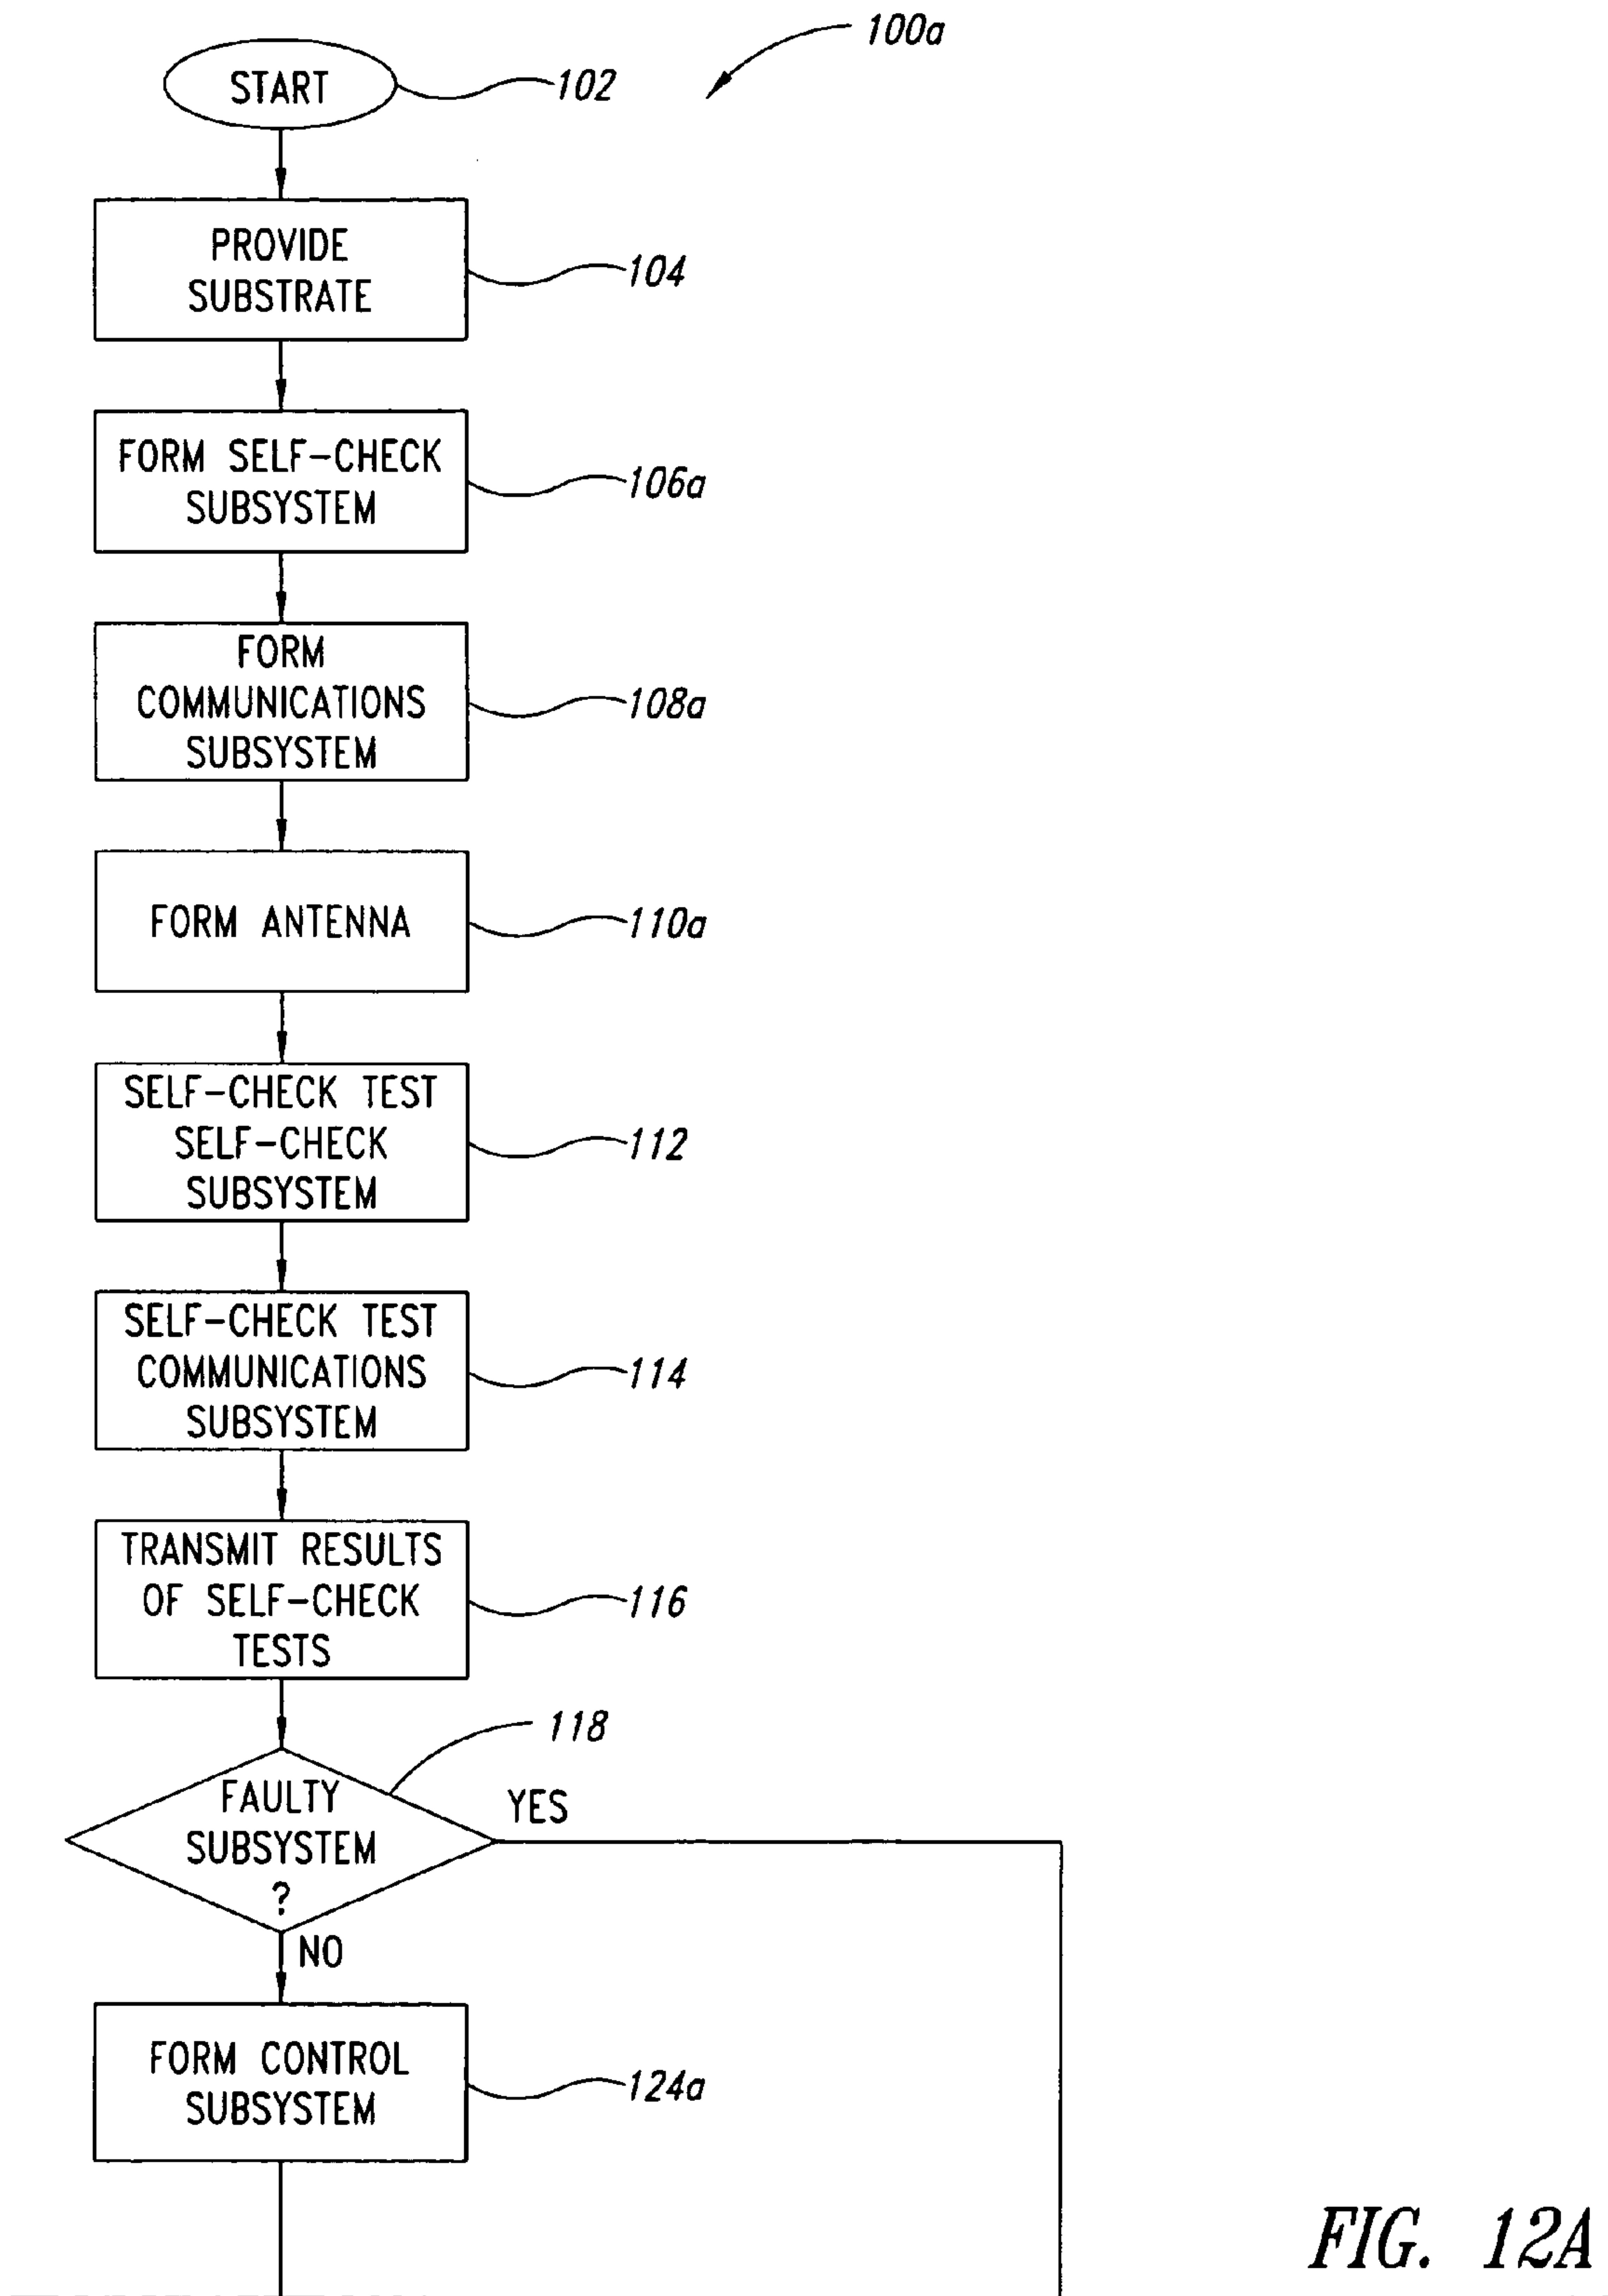 100a
START
102
PROVIDE
SUBSTRATE
104
FORM SELF-CHECK
SUBSYSTEM
106a
FORM
COMMUNICATIONS
SUBSYSTEM
108a
FORM ANTENNA
110a
SELF-CHECK TEST
SELF-CHECK
SUBSYSTEM
112
SELF-CHECK TEST
COMMUNICATIONS
SUBSYSTEM
114
TRANSMIT RESULTS
OF SELF-CHECK
TESTS
116
118
FAULTY
SUBSYSTEM
?
YES
NO
FORM CONTROL
SUBSYSTEM
124a
FIG. 12A